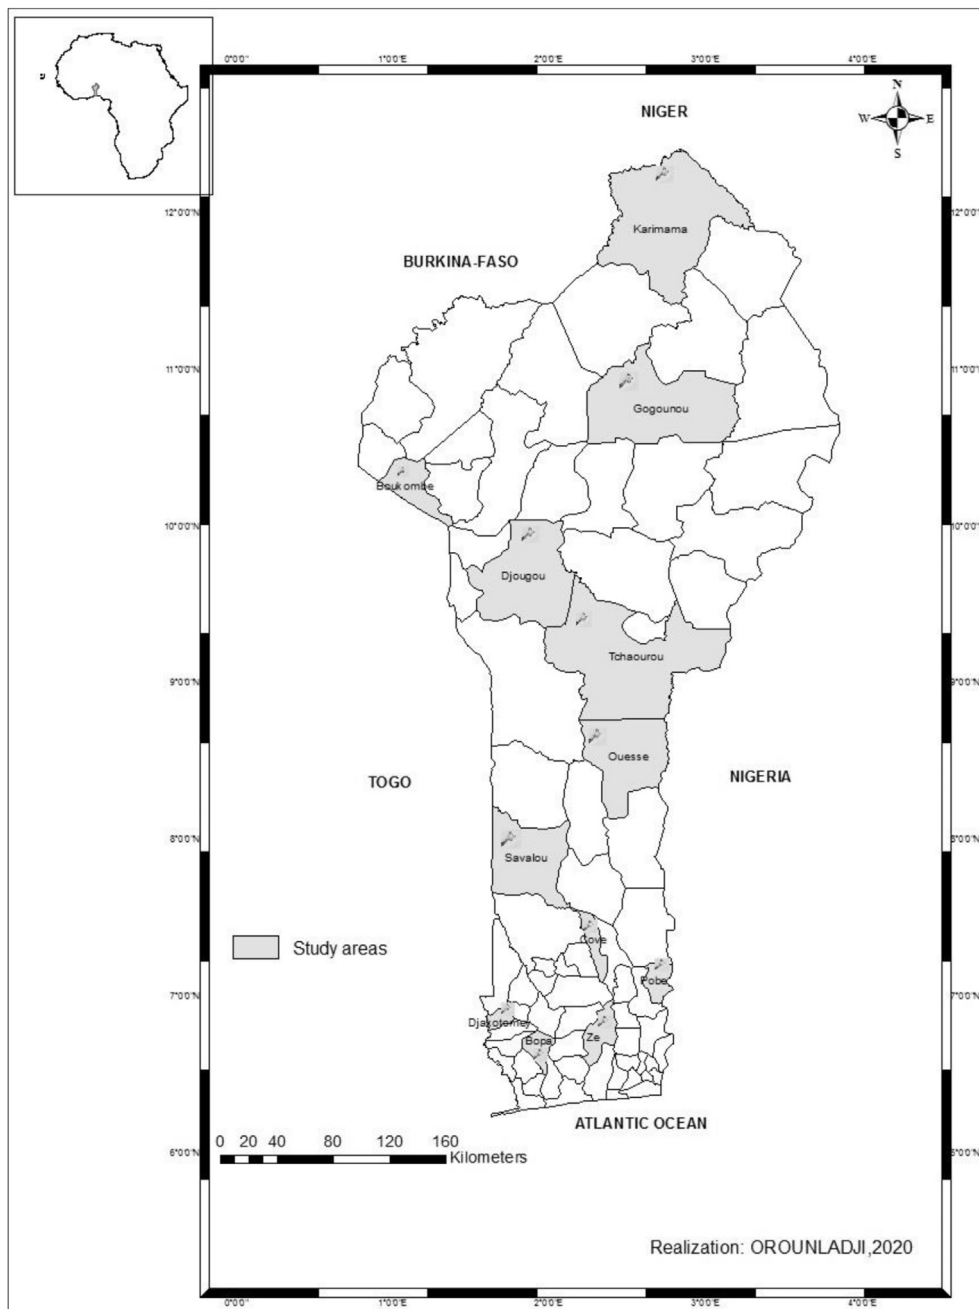 0°0'0" 1°0'0"E 2°0'0"E 3°0'0"E 4°0'0"E
NIGER
N
W E
S
12°0'0"N 12°0'0"N
Karimama
BURKINA-FASO
11°0'0"N 11°0'0"N
Gogounou
Boukombe
10°0'0"N 10°0'0"N
Djougou
Tchaourou
9°0'0"N 9°0'0"N
Ouesse
TOGO NIGERIA
8°0'0"N 8°0'0"N
Savalou
Cove
Study areas
Pobe
7°0'0"N 7°0'0"N
Djakotomey
Bopa Ze
ATLANTIC OCEAN
0 20 40 80 120 160
Kilometers
6°0'0"N 6°0'0"N
Realization: OROUNLADJI,2020
0°0'0" 1°0'0"E 2°0'0"E 3°0'0"E 4°0'0"E